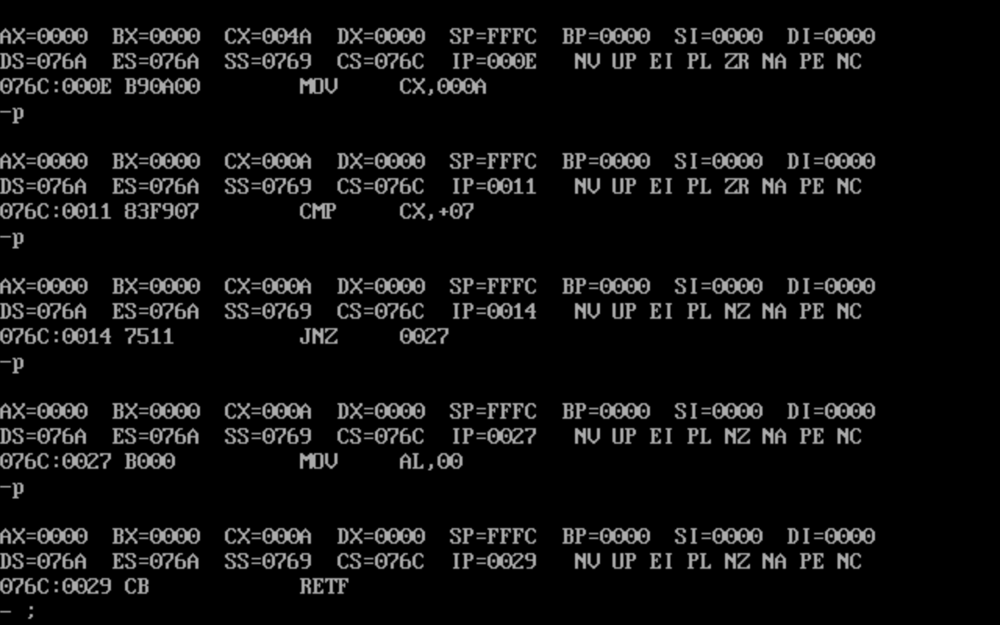 AX=0000  BX=0000  CX=004A  DX=0000  SP=FFFC  BP=0000  SI=0000  DI=0000
DS=076A  ES=076A  SS=0769  CS=076C  IP=000E   NV UP EI PL ZR NA PE NC
076C:000E B90A00        MOV     CX,000A
-p
AX=0000  BX=0000  CX=000A  DX=0000  SP=FFFC  BP=0000  SI=0000  DI=0000
DS=076A  ES=076A  SS=0769  CS=076C  IP=0011   NV UP EI PL ZR NA PE NC
076C:0011 83F907        CMP     CX,+07
-p
AX=0000  BX=0000  CX=000A  DX=0000  SP=FFFC  BP=0000  SI=0000  DI=0000
DS=076A  ES=076A  SS=0769  CS=076C  IP=0014   NV UP EI PL NZ NA PE NC
076C:0014 7511          JNZ     0027
-p
AX=0000  BX=0000  CX=000A  DX=0000  SP=FFFC  BP=0000  SI=0000  DI=0000
DS=076A  ES=076A  SS=0769  CS=076C  IP=0027   NV UP EI PL NZ NA PE NC
076C:0027 B000          MOV     AL,00
-p
AX=0000  BX=0000  CX=000A  DX=0000  SP=FFFC  BP=0000  SI=0000  DI=0000
DS=076A  ES=076A  SS=0769  CS=076C  IP=0029   NV UP EI PL NZ NA PE NC
076C:0029 CB            RETF
- ;